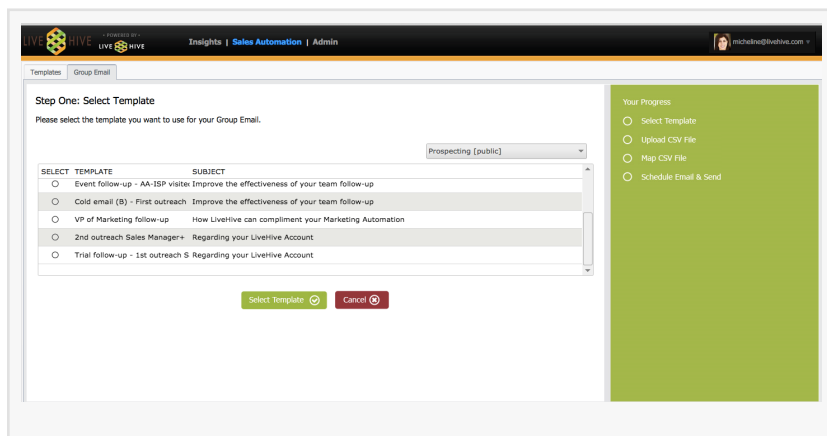 LIVE HIVE
- POWERED BY -
LIVE HIVE
Insights | Sales Automation | Admin
micheline@livehive.com
Templates Group Email
Step One: Select Template
Please select the template you want to use for your Group Email.
Prospecting [public]
SELECT TEMPLATE SUBJECT
Event follow-up - AA-ISP visite Improve the effectiveness of your team follow-up
Cold email (B) - First outreach Improve the effectiveness of your team follow-up
VP of Marketing follow-up How LiveHive can compliment your Marketing Automation
2nd outreach Sales Manager+ Regarding your LiveHive Account
Trial follow-up - 1st outreach S Regarding your LiveHive Account
Select Template Cancel
Your Progress
Select Template
Upload CSV File
Map CSV File
Schedule Email & Send